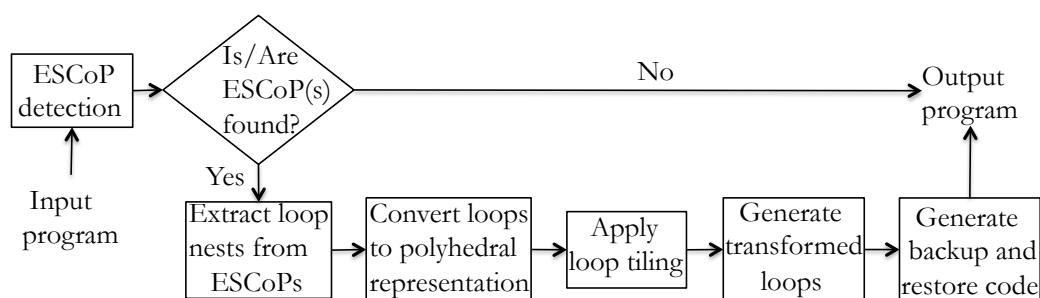 ESCoP
detection
Is/Are
ESCoP(s)
found?
No
Output
program
Input
program
Yes
Extract loop
nests from
ESCoPs
Convert loops
to polyhedral
representation
Apply
loop tiling
Generate
transformed
loops
Generate
backup and
restore code